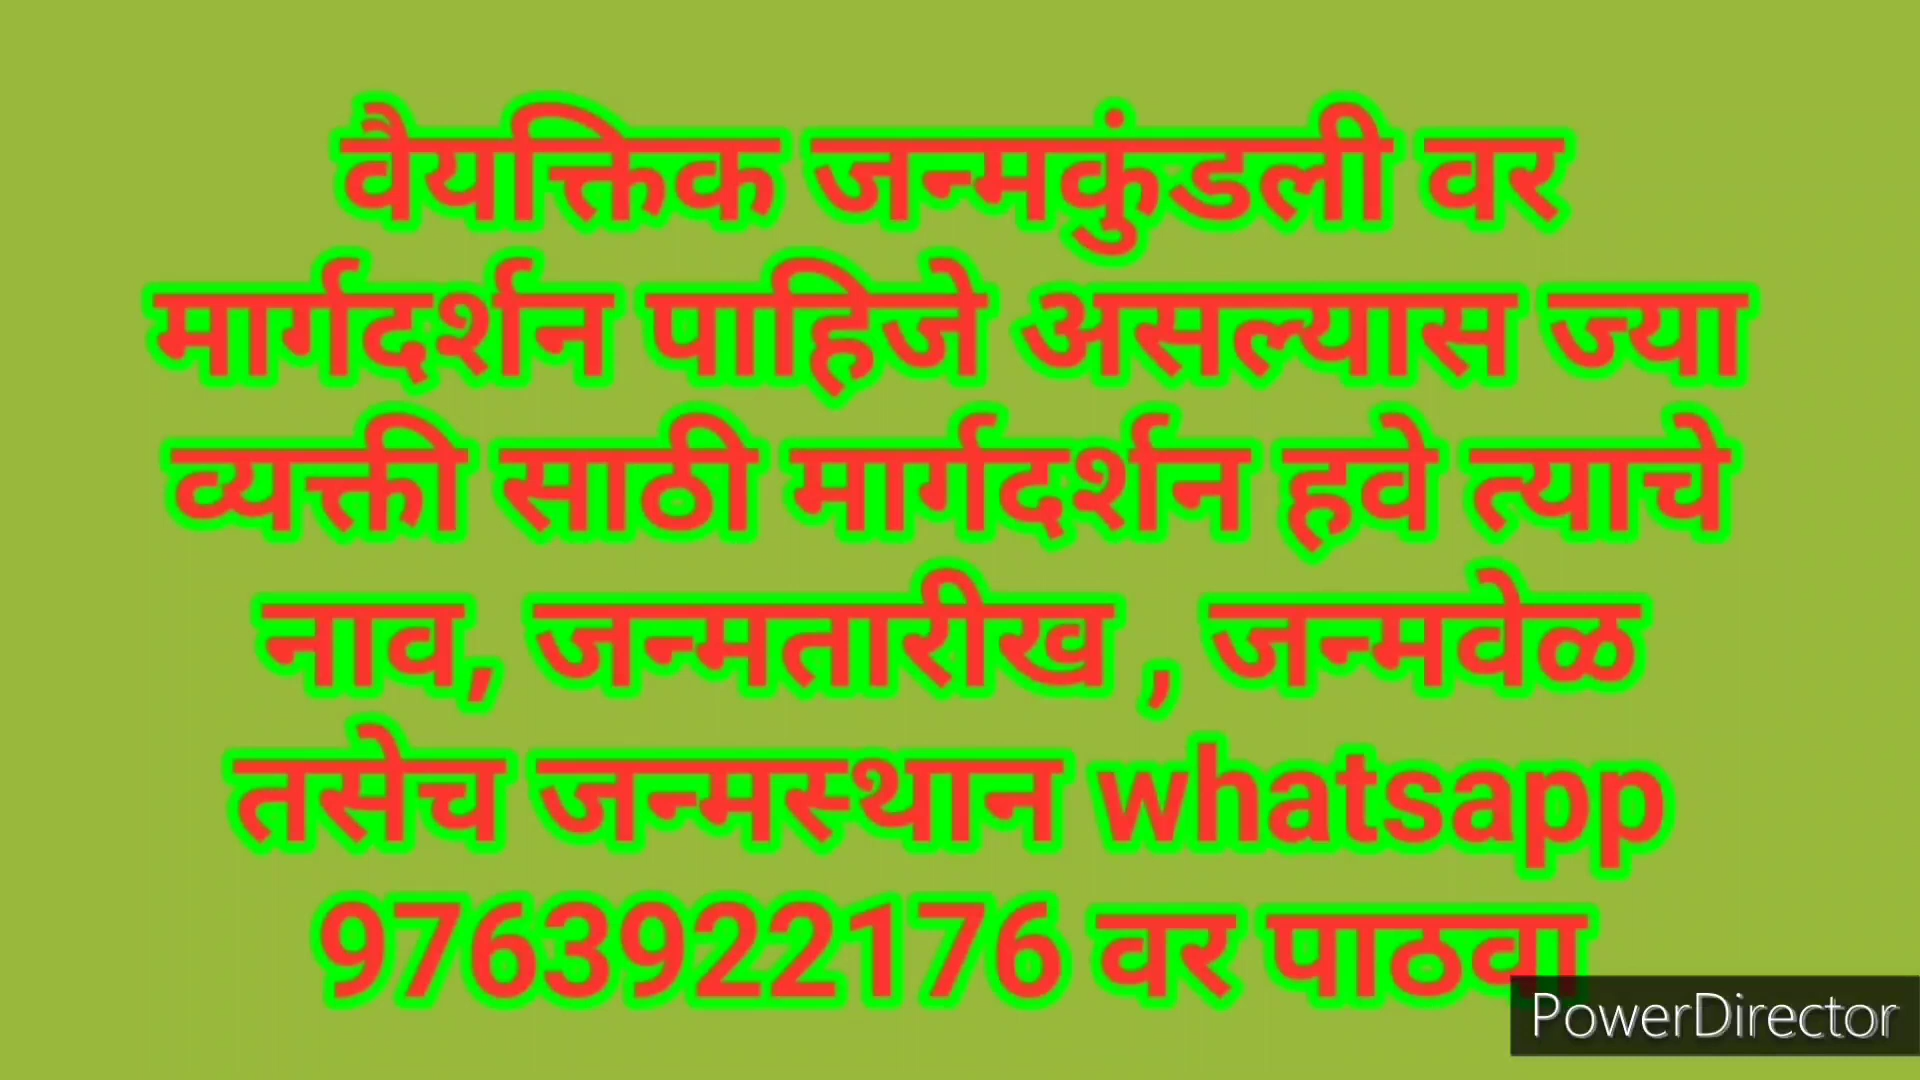 वैयक्तिक जन्मकुंडली वर
मार्गदर्शन पाहिजे असल्यास ज्या
व्यक्ती साठी मार्गदर्शन हवे त्याचे
नाव, जन्मतारीख , जन्मवेळ
तसेच जन्मस्थान whatsapp
9763922176 वर पाठवा
PowerDirector